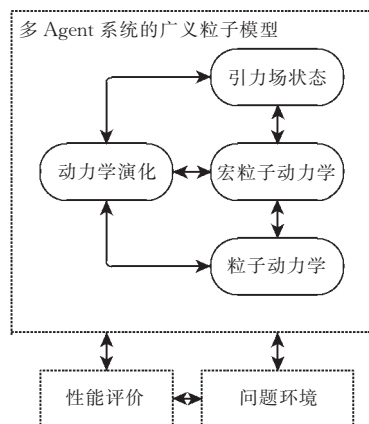 多 Agent 系统的广义粒子模型
引力场状态
动力学演化
宏粒子动力学
粒子动力学
性能评价
问题环境